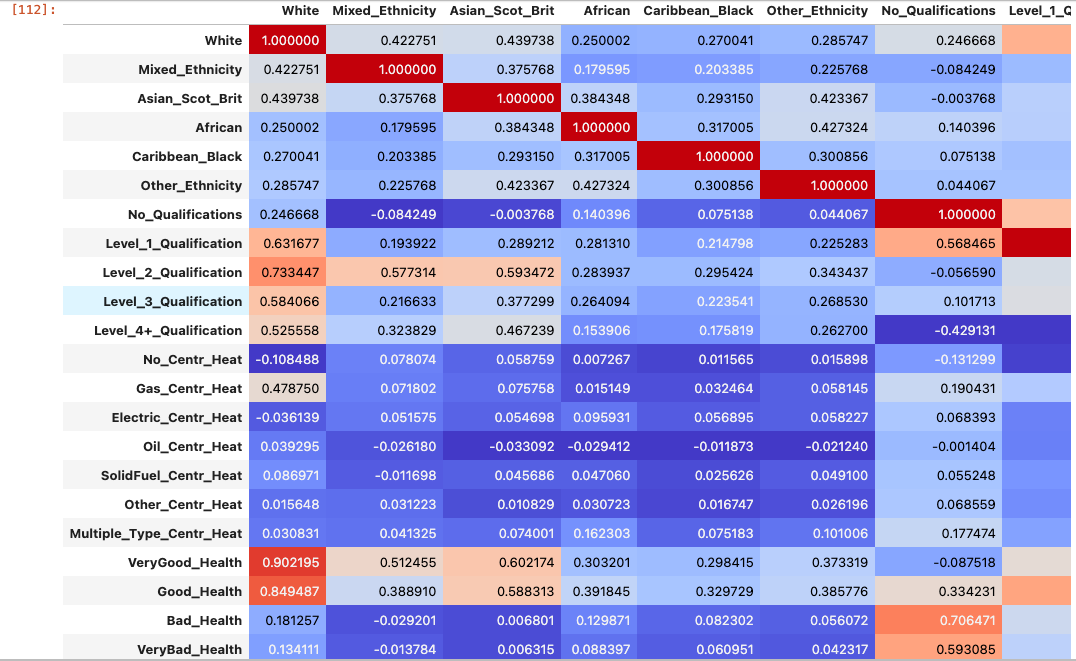 [112]: White Mixed_Ethnicity Asian_Scot_Brit African Caribbean_Black Other_Ethnicity No_Qualifications Level_1_Q
White 1.000000 0.422751 0.439738 0.250002 0.270041 0.285747 0.246668
Mixed_Ethnicity 0.422751 1.000000 0.375768 0.179595 0.203385 0.225768 -0.084249
Asian_Scot_Brit 0.439738 0.375768 1.000000 0.384348 0.293150 0.423367 -0.003768
African 0.250002 0.179595 0.384348 1.000000 0.317005 0.427324 0.140396
Caribbean_Black 0.270041 0.203385 0.293150 0.317005 1.000000 0.300856 0.075138
Other_Ethnicity 0.285747 0.225768 0.423367 0.427324 0.300856 1.000000 0.044067
No_Qualifications 0.246668 -0.084249 -0.003768 0.140396 0.075138 0.044067 1.000000
Level_1_Qualification 0.631677 0.193922 0.289212 0.281310 0.214798 0.225283 0.568465
Level_2_Qualification 0.733447 0.577314 0.593472 0.283937 0.295424 0.343437 -0.056590
Level_3_Qualification 0.584066 0.216633 0.377299 0.264094 0.223541 0.268530 0.101713
Level_4+_Qualification 0.525558 0.323829 0.467239 0.153906 0.175819 0.262700 -0.429131
No_Centr_Heat -0.108488 0.078074 0.058759 0.007267 0.011565 0.015898 -0.131299
Gas_Centr_Heat 0.478750 0.071802 0.075758 0.015149 0.032464 0.058145 0.190431
Electric_Centr_Heat -0.036139 0.051575 0.054698 0.095931 0.056895 0.058227 0.068393
Oil_Centr_Heat 0.039295 -0.026180 -0.033092 -0.029412 -0.011873 -0.021240 -0.001404
SolidFuel_Centr_Heat 0.086971 -0.011698 0.045686 0.047060 0.025626 0.049100 0.055248
Other_Centr_Heat 0.015648 0.031223 0.010829 0.030723 0.016747 0.026196 0.068559
Multiple_Type_Centr_Heat 0.030831 0.041325 0.074001 0.162303 0.075183 0.101006 0.177474
VeryGood_Health 0.902195 0.512455 0.602174 0.303201 0.298415 0.373319 -0.087518
Good_Health 0.849487 0.388910 0.588313 0.391845 0.329729 0.385776 0.334231
Bad_Health 0.181257 -0.029201 0.006801 0.129871 0.082302 0.056072 0.706471
VeryBad_Health 0.134111 -0.013784 0.006315 0.088397 0.060951 0.042317 0.593085